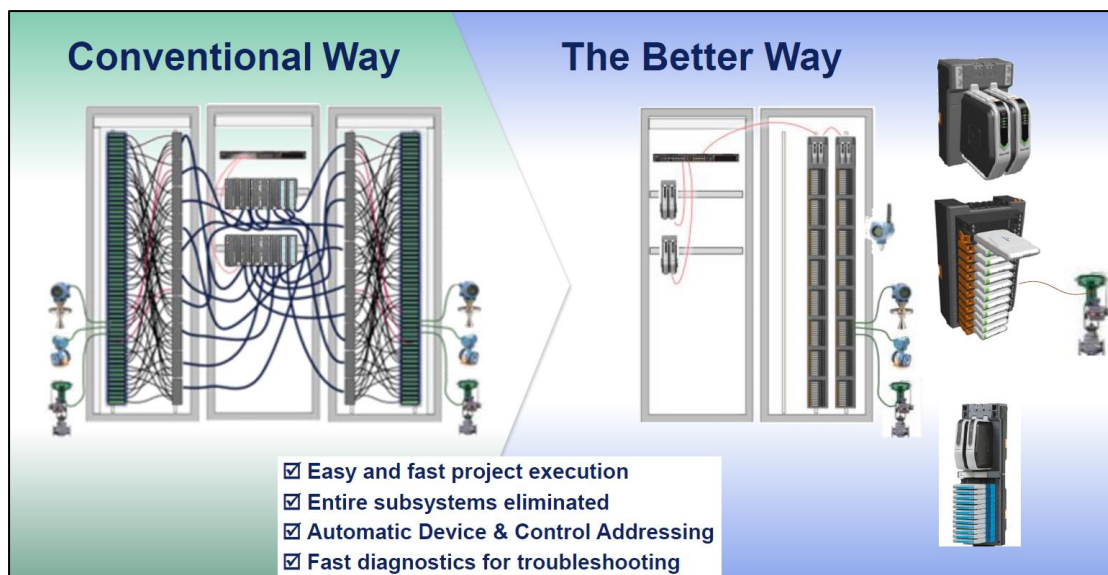 Conventional Way
The Better Way
☑ Easy and fast project execution
☑ Entire subsystems eliminated
☑ Automatic Device & Control Addressing
☑ Fast diagnostics for troubleshooting